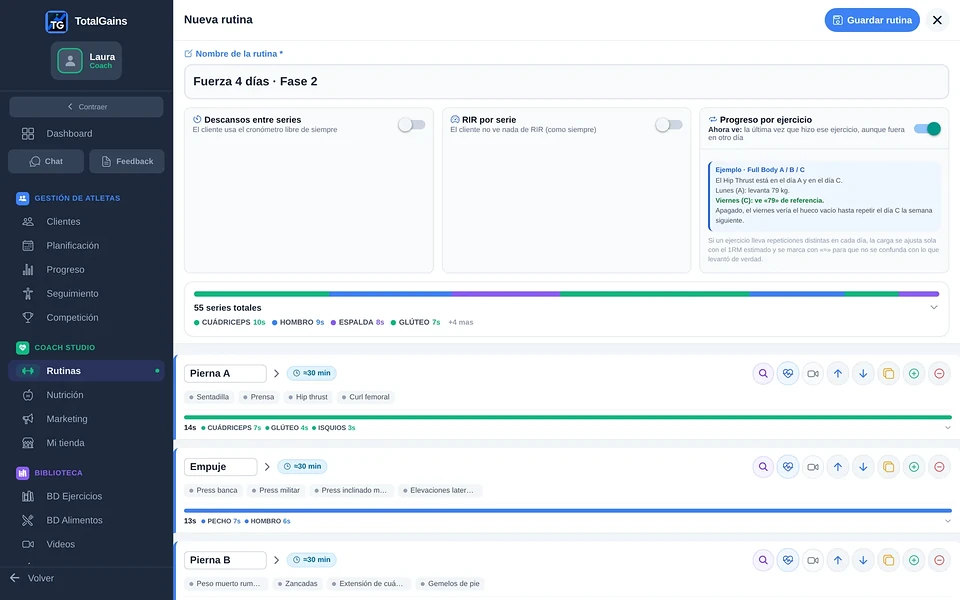 TG TotalGains
Laura
Coach
Contraer
Dashboard
Chat
Feedback
GESTIÓN DE ATLETAS
Clientes
Planificación
Progreso
Seguimiento
Competición
COACH STUDIO
Rutinas
Nutrición
Marketing
Mi tienda
BIBLIOTECA
BD Ejercicios
BD Alimentos
Videos
Volver
Nueva rutina
Guardar rutina
Nombre de la rutina *
Fuerza 4 días · Fase 2
Descansos entre series
El cliente usa el cronómetro libre de siempre
RIR por serie
El cliente no ve nada de RIR (como siempre)
Progreso por ejercicio
Ahora ve: la última vez que hizo ese ejercicio, aunque fuera
en otro día
Ejemplo · Full Body A / B / C
El Hip Thrust está en el día A y en el día C.
Lunes (A): levanta 79 kg.
Viernes (C): ve «79» de referencia.
Apagado, el viernes vería el hueco vacío hasta repetir el día C la semana
siguiente.
Si un ejercicio lleva repeticiones distintas en cada día, la carga se ajusta sola
con el 1RM estimado y se marca con «≈» para que no se confunda con lo que
levantó de verdad.
55 series totales
CUÁDRICEPS 10s HOMBRO 9s ESPALDA 8s GLÚTEO 7s +4 mas
Pierna A ≈30 min
Sentadilla Prensa Hip thrust Curl femoral
14s CUÁDRICEPS 7s GLÚTEO 4s ISQUIOS 3s
Empuje ≈30 min
Press banca Press militar Press inclinado m... Elevaciones later...
13s PECHO 7s HOMBRO 6s
Pierna B ≈30 min
Peso muerto rum... Zancadas Extensión de cuá... Gemelos de pie